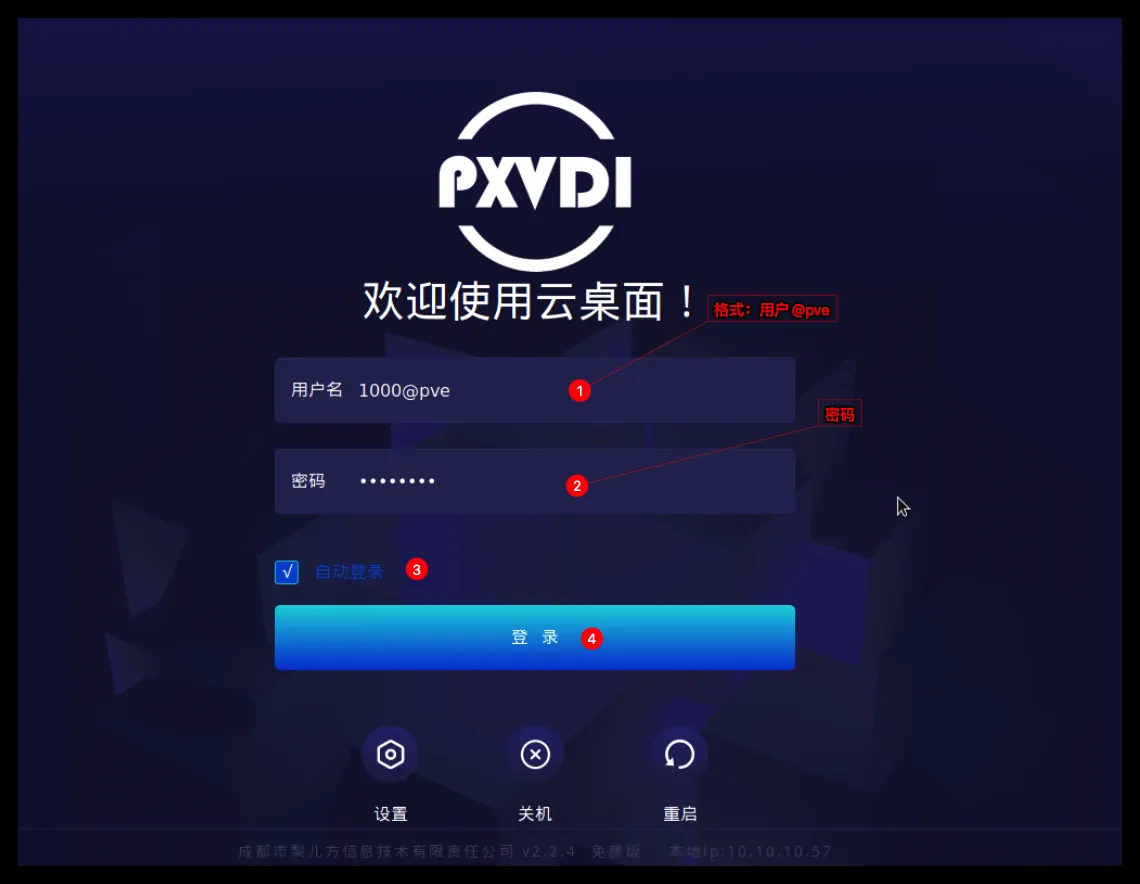 PXVDI
欢迎使用云桌面！
格式：用户@pve
用户名 1000@pve 1
密码
密码 •••••••• 2
√ 自动登录 3
登 录 4
设置 关机 重启
成都市梨儿方信息技术有限责任公司 v2.2.4 免费版 本地Ip:10.10.10.57